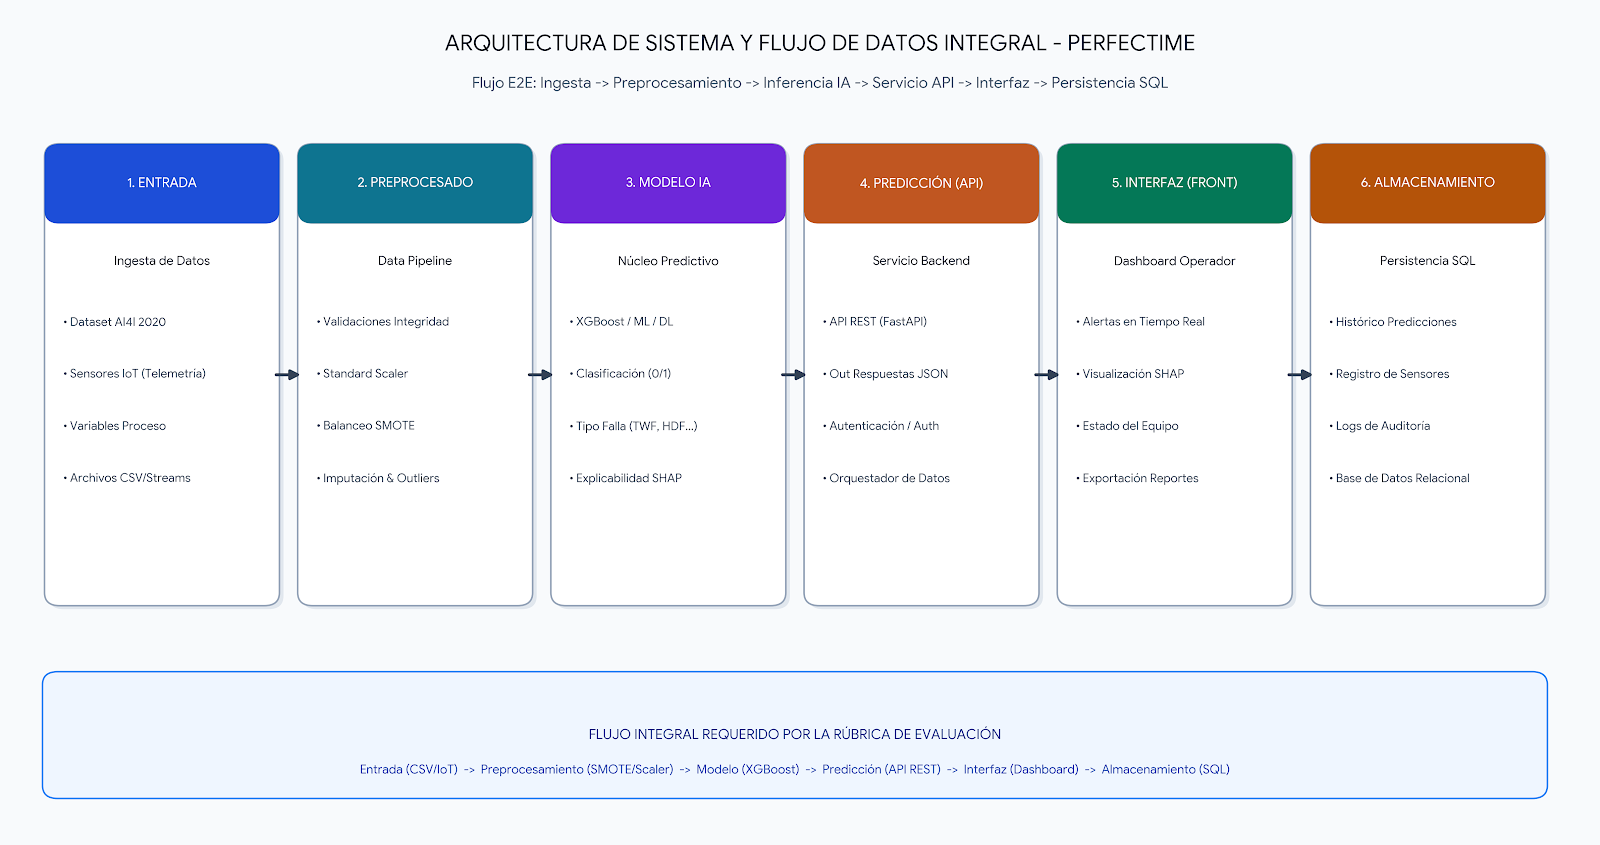 ARQUITECTURA DE SISTEMA Y FLUJO DE DATOS INTEGRAL - PERFECTIME
Flujo E2E: Ingesta -> Preprocesamiento -> Inferencia IA -> Servicio API -> Interfaz -> Persistencia SQL
1. ENTRADA
Ingesta de Datos
• Dataset AI4I 2020
• Sensores IoT (Telemetría)
• Variables Proceso
• Archivos CSV/Streams
2. PREPROCESADO
Data Pipeline
• Validaciones Integridad
• Standard Scaler
• Balanceo SMOTE
• Imputación & Outliers
3. MODELO IA
Núcleo Predictivo
• XGBoost / ML / DL
• Clasificación (0/1)
• Tipo Falla (TWF, HDF...)
• Explicabilidad SHAP
4. PREDICCIÓN (API)
Servicio Backend
• API REST (FastAPI)
• Out Respuestas JSON
• Autenticación / Auth
• Orquestador de Datos
5. INTERFAZ (FRONT)
Dashboard Operador
• Alertas en Tiempo Real
• Visualización SHAP
• Estado del Equipo
• Exportación Reportes
6. ALMACENAMIENTO
Persistencia SQL
• Histórico Predicciones
• Registro de Sensores
• Logs de Auditoría
• Base de Datos Relacional
FLUJO INTEGRAL REQUERIDO POR LA RÚBRICA DE EVALUACIÓN
Entrada (CSV/IoT) -> Preprocesamiento (SMOTE/Scaler) -> Modelo (XGBoost) -> Predicción (API REST) -> Interfaz (Dashboard) -> Almacenamiento (SQL)